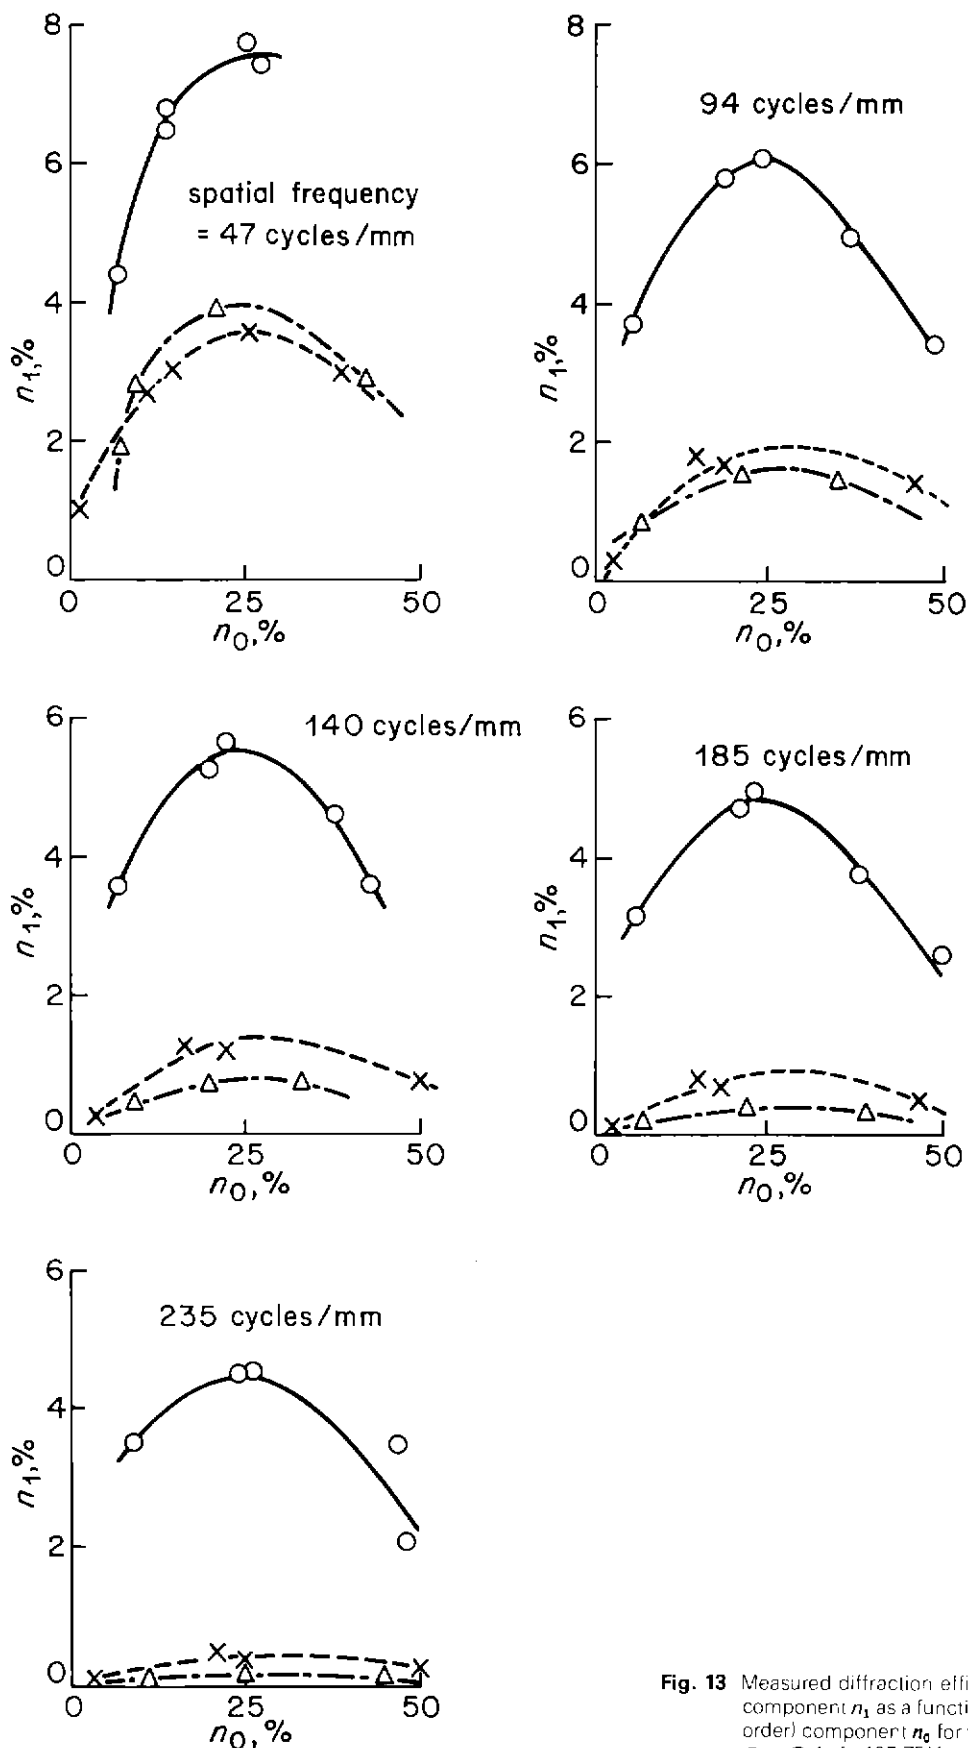 8
6
4
2
0
n₁,%
spatial frequency
= 47 cycles/mm
0 25 50
n₀,%
94 cycles/mm
8
6
4
2
0
n₁,%
0 25 50
n₀,%
140 cycles/mm
6
4
2
0
n₁,%
0 25 50
n₀,%
185 cycles/mm
6
4
2
0
n₁,%
0 25 50
n₀,%
235 cycles/mm
6
4
2
0
n₁,%
0 25 50
n₀,%
Fig. 13 Measured diffraction effi
component n₁ as a functi
order) component n₀ for